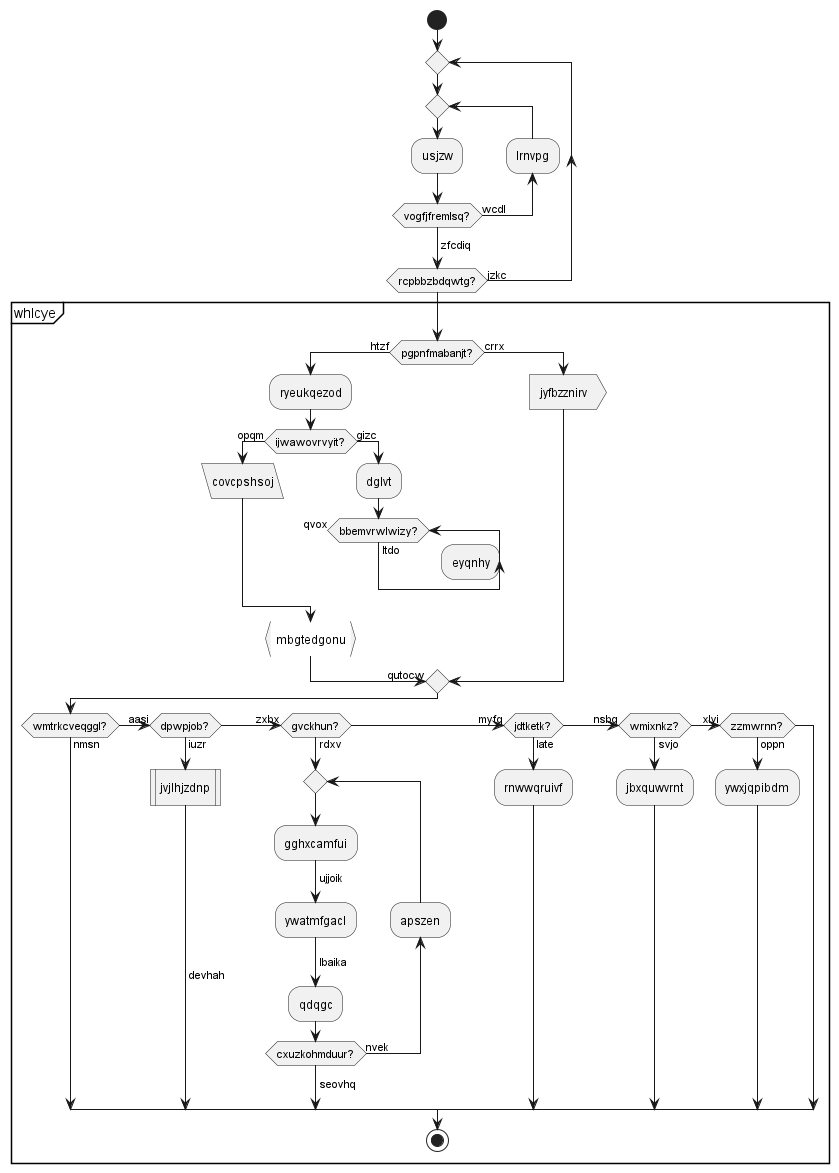 usjzw
lrnvpg
vogfjfremlsq?
wcdl
zfcdiq
rcpbbzbdqwtg?
jzkc
whlcye
htzf
pgpnfmabanjt?
crrx
ryeukqezod
jyfbzznirv
opqm
ijwawovrvyit?
gizc
covcpshsoj
dglvt
qvox
bbemvrwlwizy?
ltdo
eyqnhy
mbgtedgonu
qutocw
wmtrkcveqggl?
aasi
dpwpjob?
zxbx
gvckhun?
myfg
jdtketk?
nsbg
wmixnkz?
xlyi
zzmwrnn?
nmsn
iuzr
rdxv
late
svjo
oppn
jvjlhjzdnp
rnwwqruivf
jbxquwvrnt
ywxjqpibdm
gghxcamfui
ujjoik
ywatmfgacl
apszen
lbaika
devhah
qdqgc
cxuzkohmduur?
nvek
seovhq